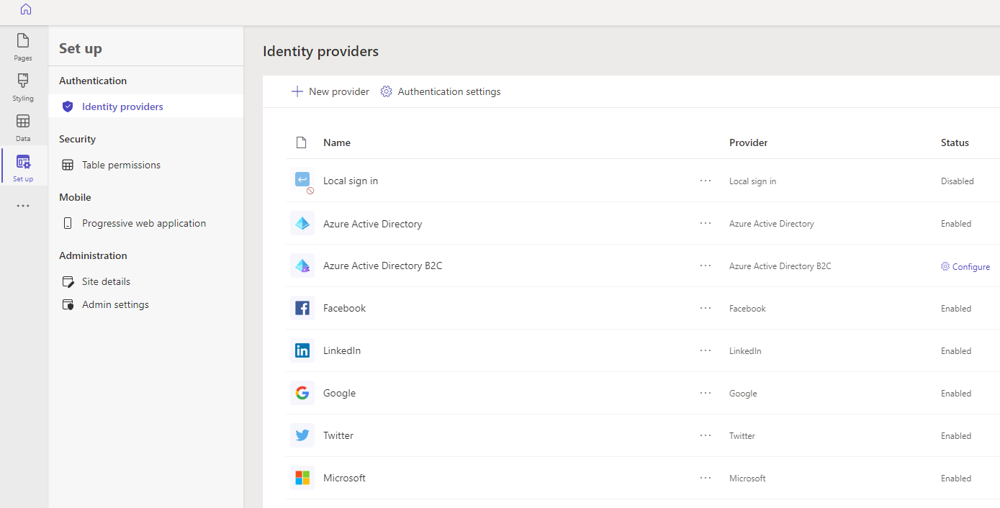 Pages
Styling
Data
Set up
Set up
Authentication
Identity providers
Security
Table permissions
Mobile
Progressive web application
Administration
Site details
Admin settings
Identity providers
New provider Authentication settings
Name Provider Status
Local sign in Local sign in Disabled
Azure Active Directory Azure Active Directory Enabled
Azure Active Directory B2C Azure Active Directory B2C Configure
Facebook Facebook Enabled
LinkedIn LinkedIn Enabled
Google Google Enabled
Twitter Twitter Enabled
Microsoft Microsoft Enabled